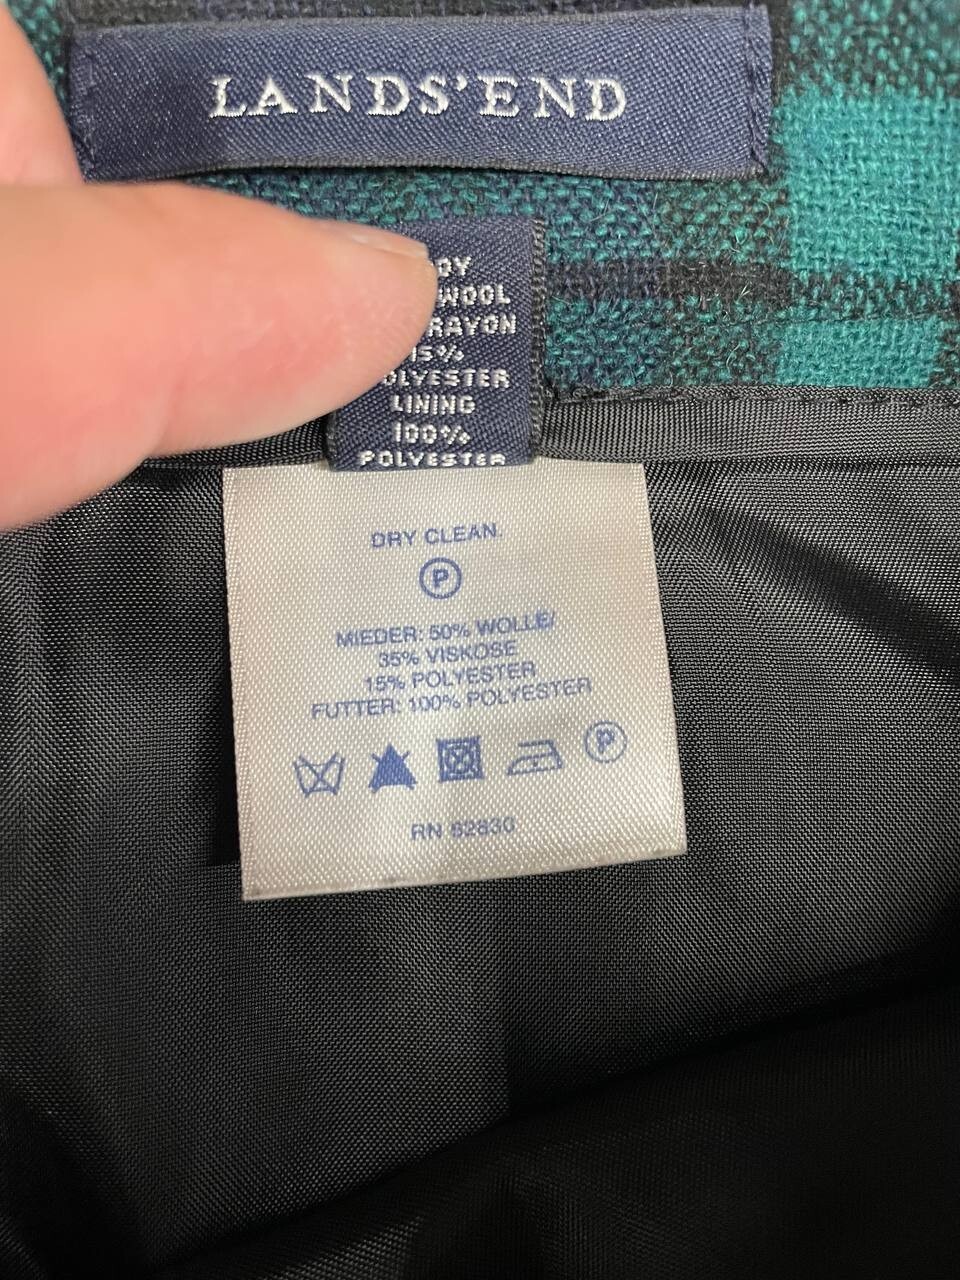 LANDS' END
WOOL
RAYON
15%
LINING
100%
POLYESTER
DRY CLEAN.
P
MIEDER: 50% WOLLE/
35% VISKOSE
15% POLYESTER
FUTTER: 100% POLYESTER
P
RN 62830